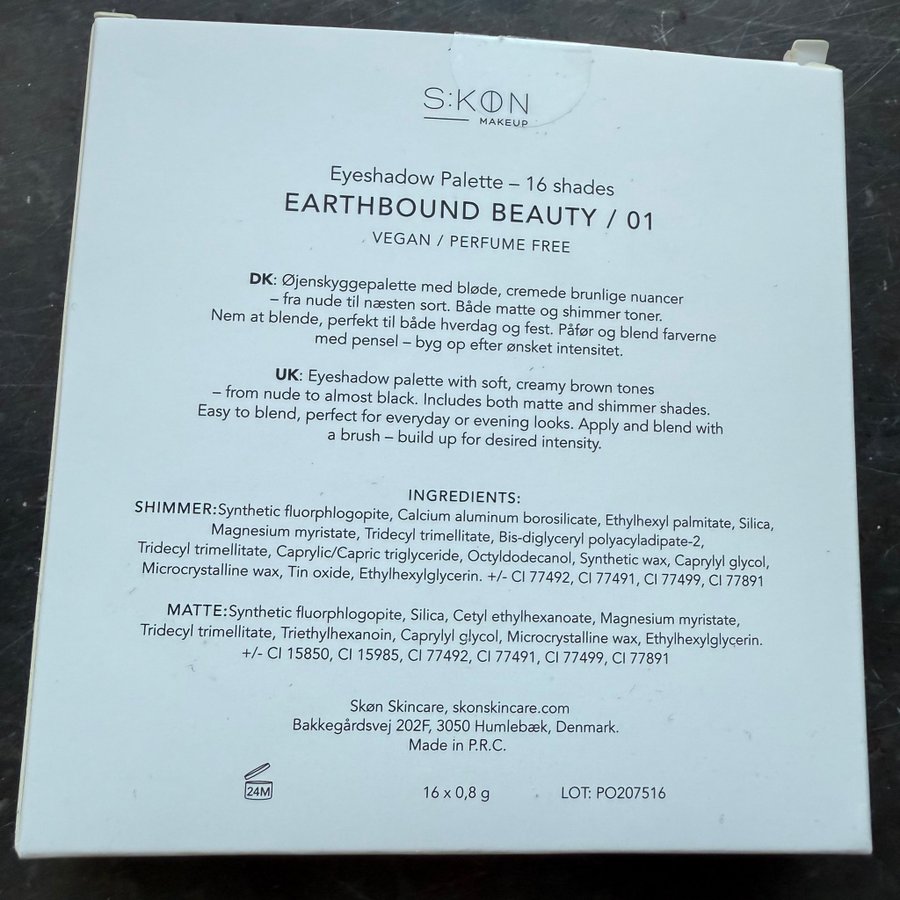 S:KØN
MAKEUP
Eyeshadow Palette – 16 shades
EARTHBOUND BEAUTY / 01
VEGAN / PERFUME FREE
DK: Øjenskyggepalette med bløde, cremede brunlige nuancer
– fra nude til næsten sort. Både matte og shimmer toner.
Nem at blende, perfekt til både hverdag og fest. Påfør og blend farverne
med pensel – byg op efter ønsket intensitet.
UK: Eyeshadow palette with soft, creamy brown tones
– from nude to almost black. Includes both matte and shimmer shades.
Easy to blend, perfect for everyday or evening looks. Apply and blend with
a brush – build up for desired intensity.
INGREDIENTS:
SHIMMER:Synthetic fluorphlogopite, Calcium aluminum borosilicate, Ethylhexyl palmitate, Silica,
Magnesium myristate, Tridecyl trimellitate, Bis-diglyceryl polyacyladipate-2,
Tridecyl trimellitate, Caprylic/Capric triglyceride, Octyldodecanol, Synthetic wax, Caprylyl glycol,
Microcrystalline wax, Tin oxide, Ethylhexylglycerin. +/- CI 77492, CI 77491, CI 77499, CI 77891
MATTE:Synthetic fluorphlogopite, Silica, Cetyl ethylhexanoate, Magnesium myristate,
Tridecyl trimellitate, Triethylhexanoin, Caprylyl glycol, Microcrystalline wax, Ethylhexylglycerin.
+/- CI 15850, CI 15985, CI 77492, CI 77491, CI 77499, CI 77891
Skøn Skincare, skonskincare.com
Bakkegårdsvej 202F, 3050 Humlebæk, Denmark.
Made in P.R.C.
24M 16 x 0,8 g LOT: PO207516